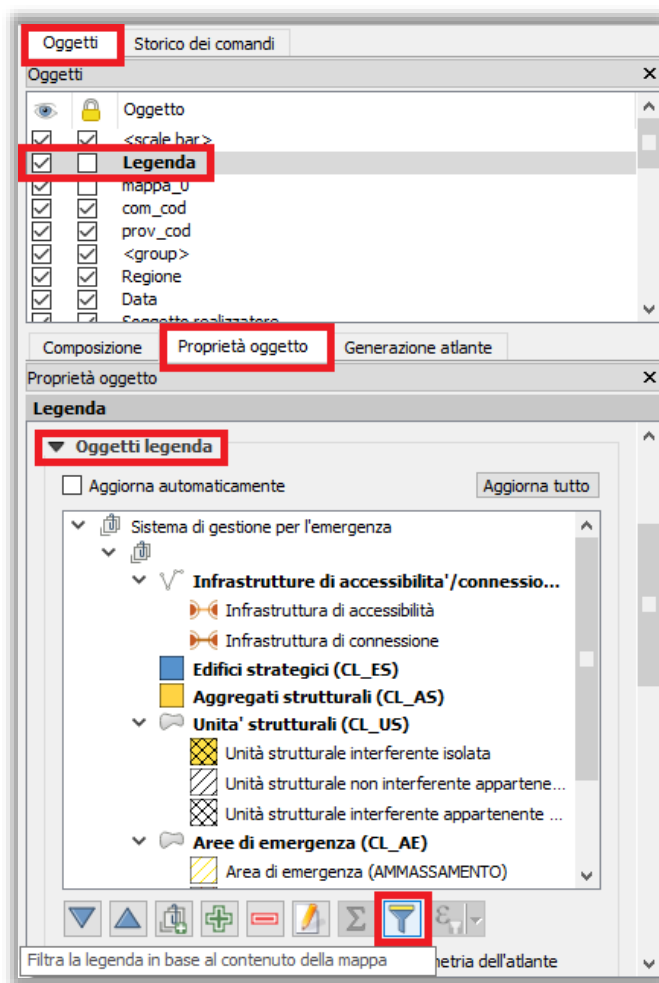 Oggetti Storico dei comandi
Oggetti
Oggetto
<scale bar>
Legenda
mappa_0
com_cod
prov_cod
<group>
Regione
Data
Soggetto realizzatore
Composizione Proprietà oggetto Generazione atlante
Proprietà oggetto
Legenda
Oggetti legenda
Aggiorna automaticamente Aggiorna tutto
Sistema di gestione per l'emergenza
Infrastrutture di accessibilita'/connessio...
Infrastruttura di accessibilità
Infrastruttura di connessione
Edifici strategici (CL_ES)
Aggregati strutturali (CL_AS)
Unita' strutturali (CL_US)
Unità strutturale interferente isolata
Unità strutturale non interferente appartene...
Unità strutturale interferente appartenente ...
Aree di emergenza (CL_AE)
Area di emergenza (AMMASSAMENTO)
Σ ε
Filtra la legenda in base al contenuto della mappa metria dell'atlante